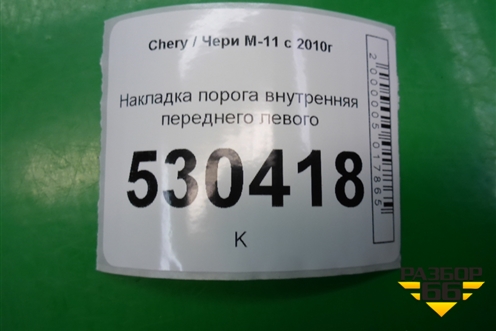 Chery / Чери М-11 с 2010г
Накладка порога внутренняя
переднего левого
530418
К
2000005017865
РАЗБОР
66